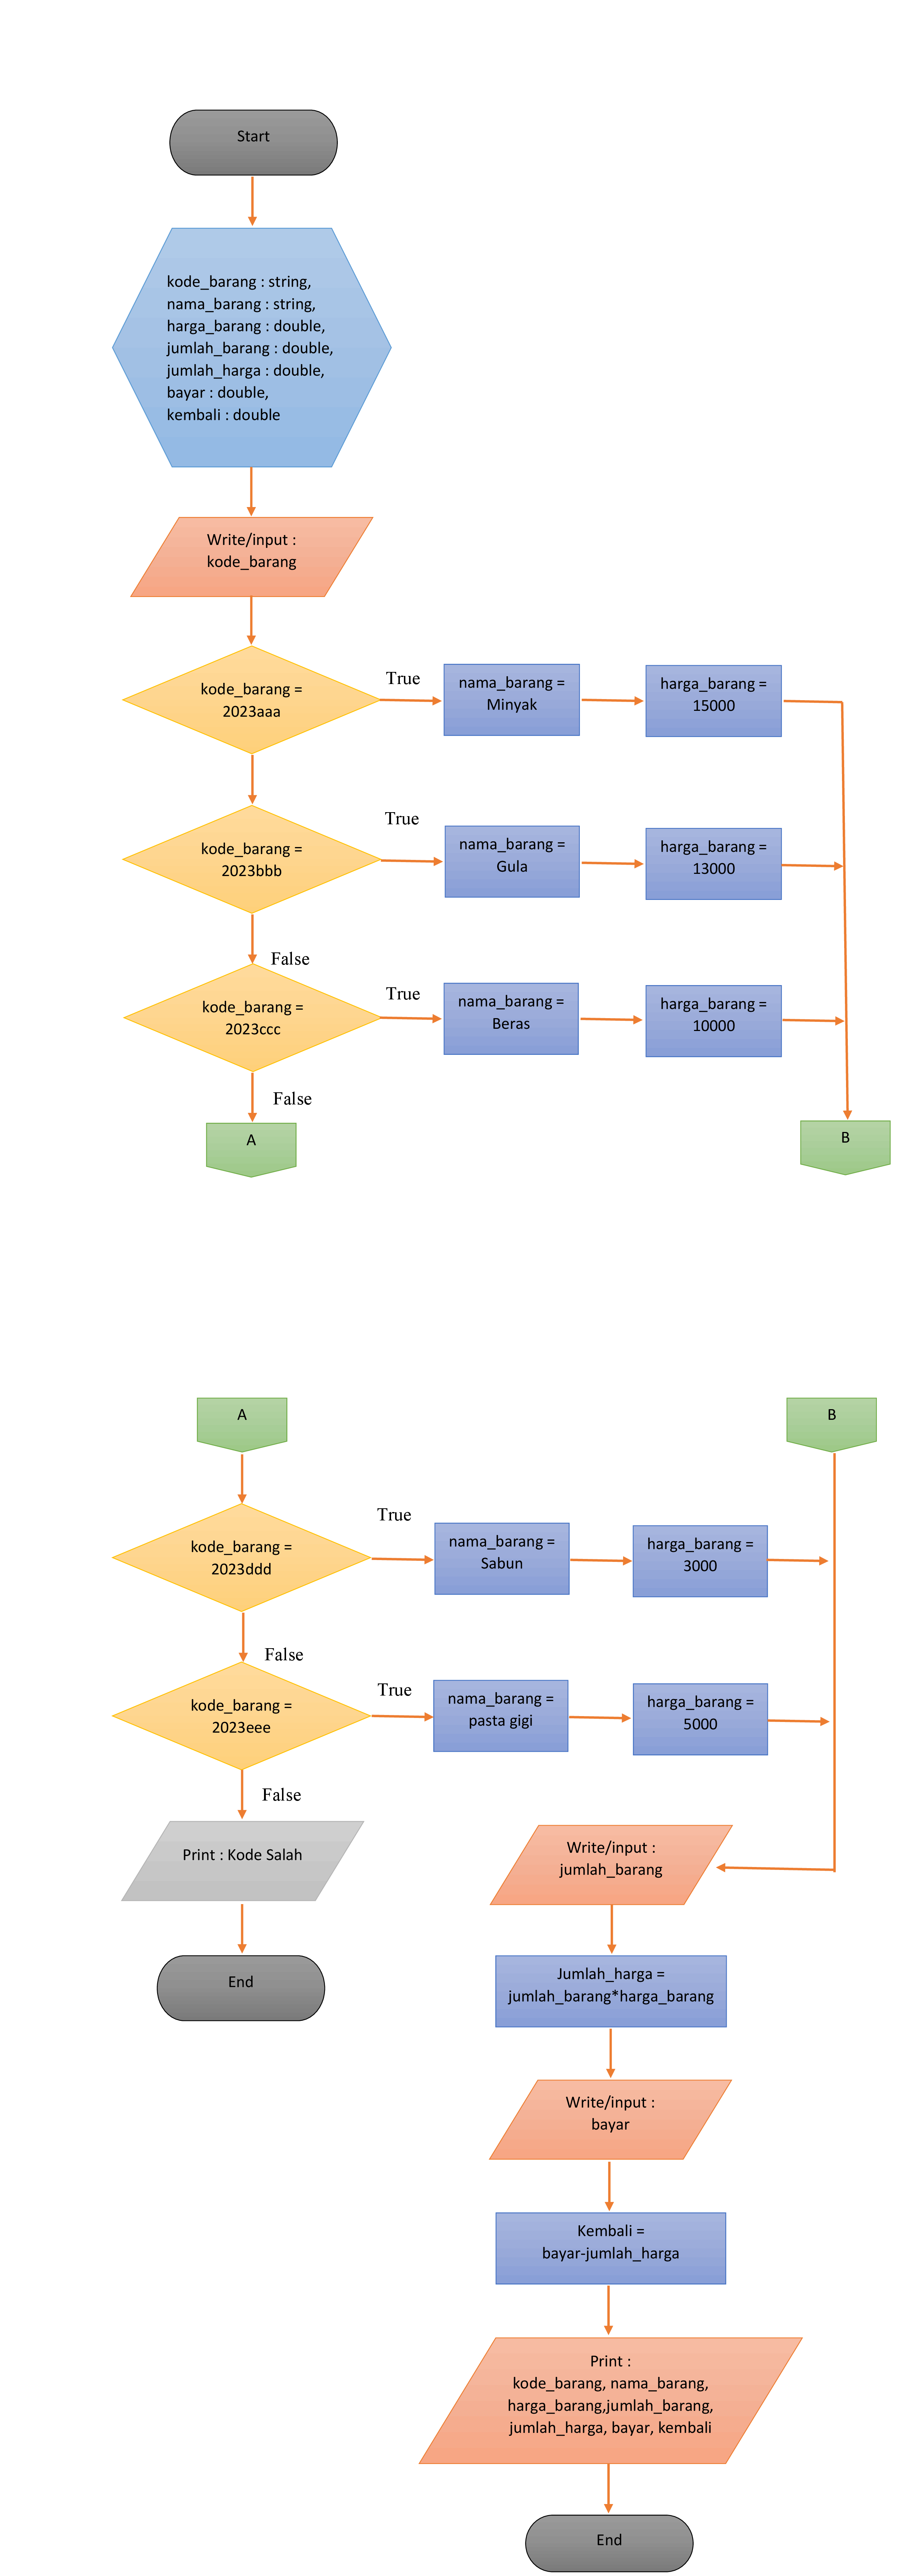 Start
kode_barang : string,
nama_barang : string,
harga_barang : double,
jumlah_barang : double,
jumlah_harga : double,
bayar : double,
kembali : double
Write/input :
kode_barang
kode_barang =
2023aaa
True
nama_barang =
Minyak
harga_barang =
15000
kode_barang =
2023bbb
True
nama_barang =
Gula
harga_barang =
13000
False
kode_barang =
2023ccc
True
nama_barang =
Beras
harga_barang =
10000
False
A
B
A
B
kode_barang =
2023ddd
True
nama_barang =
Sabun
harga_barang =
3000
False
kode_barang =
2023eee
True
nama_barang =
pasta gigi
harga_barang =
5000
False
Print : Kode Salah
End
Write/input :
jumlah_barang
Jumlah_harga =
jumlah_barang*harga_barang
Write/input :
bayar
Kembali =
bayar-jumlah_harga
Print :
kode_barang, nama_barang,
harga_barang,jumlah_barang,
jumlah_harga, bayar, kembali
End